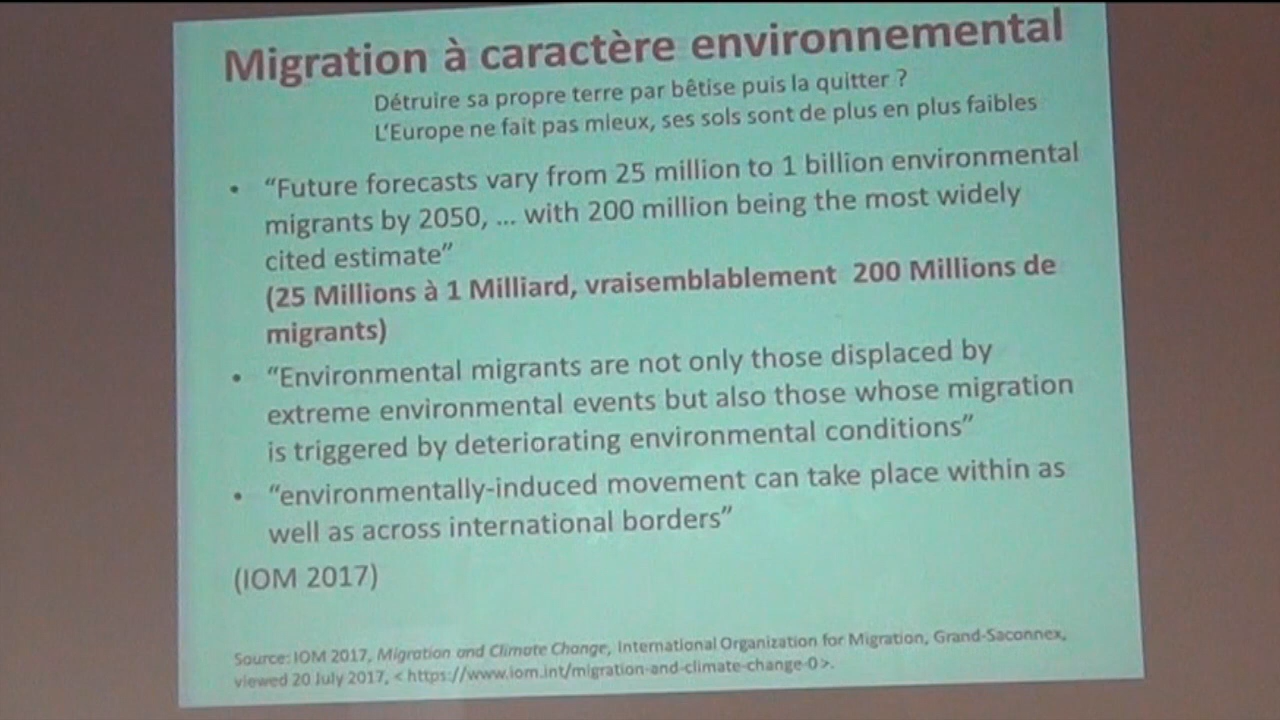 Migration à caractère environnemental
Détruire sa propre terre par bêtise puis la quitter ?
L'Europe ne fait pas mieux, ses sols sont de plus en plus faibles
• “Future forecasts vary from 25 million to 1 billion environmental
migrants by 2050, ... with 200 million being the most widely
cited estimate”
(25 Millions à 1 Milliard, vraisemblablement 200 Millions de
migrants)
• “Environmental migrants are not only those displaced by
extreme environmental events but also those whose migration
is triggered by deteriorating environmental conditions”
• “environmentally-induced movement can take place within as
well as across international borders”
(IOM 2017)
Source: IOM 2017, Migration and Climate Change, International Organization for Migration, Grand-Saconnex,
viewed 20 July 2017, < https://www.iom.int/migration-and-climate-change-0>.